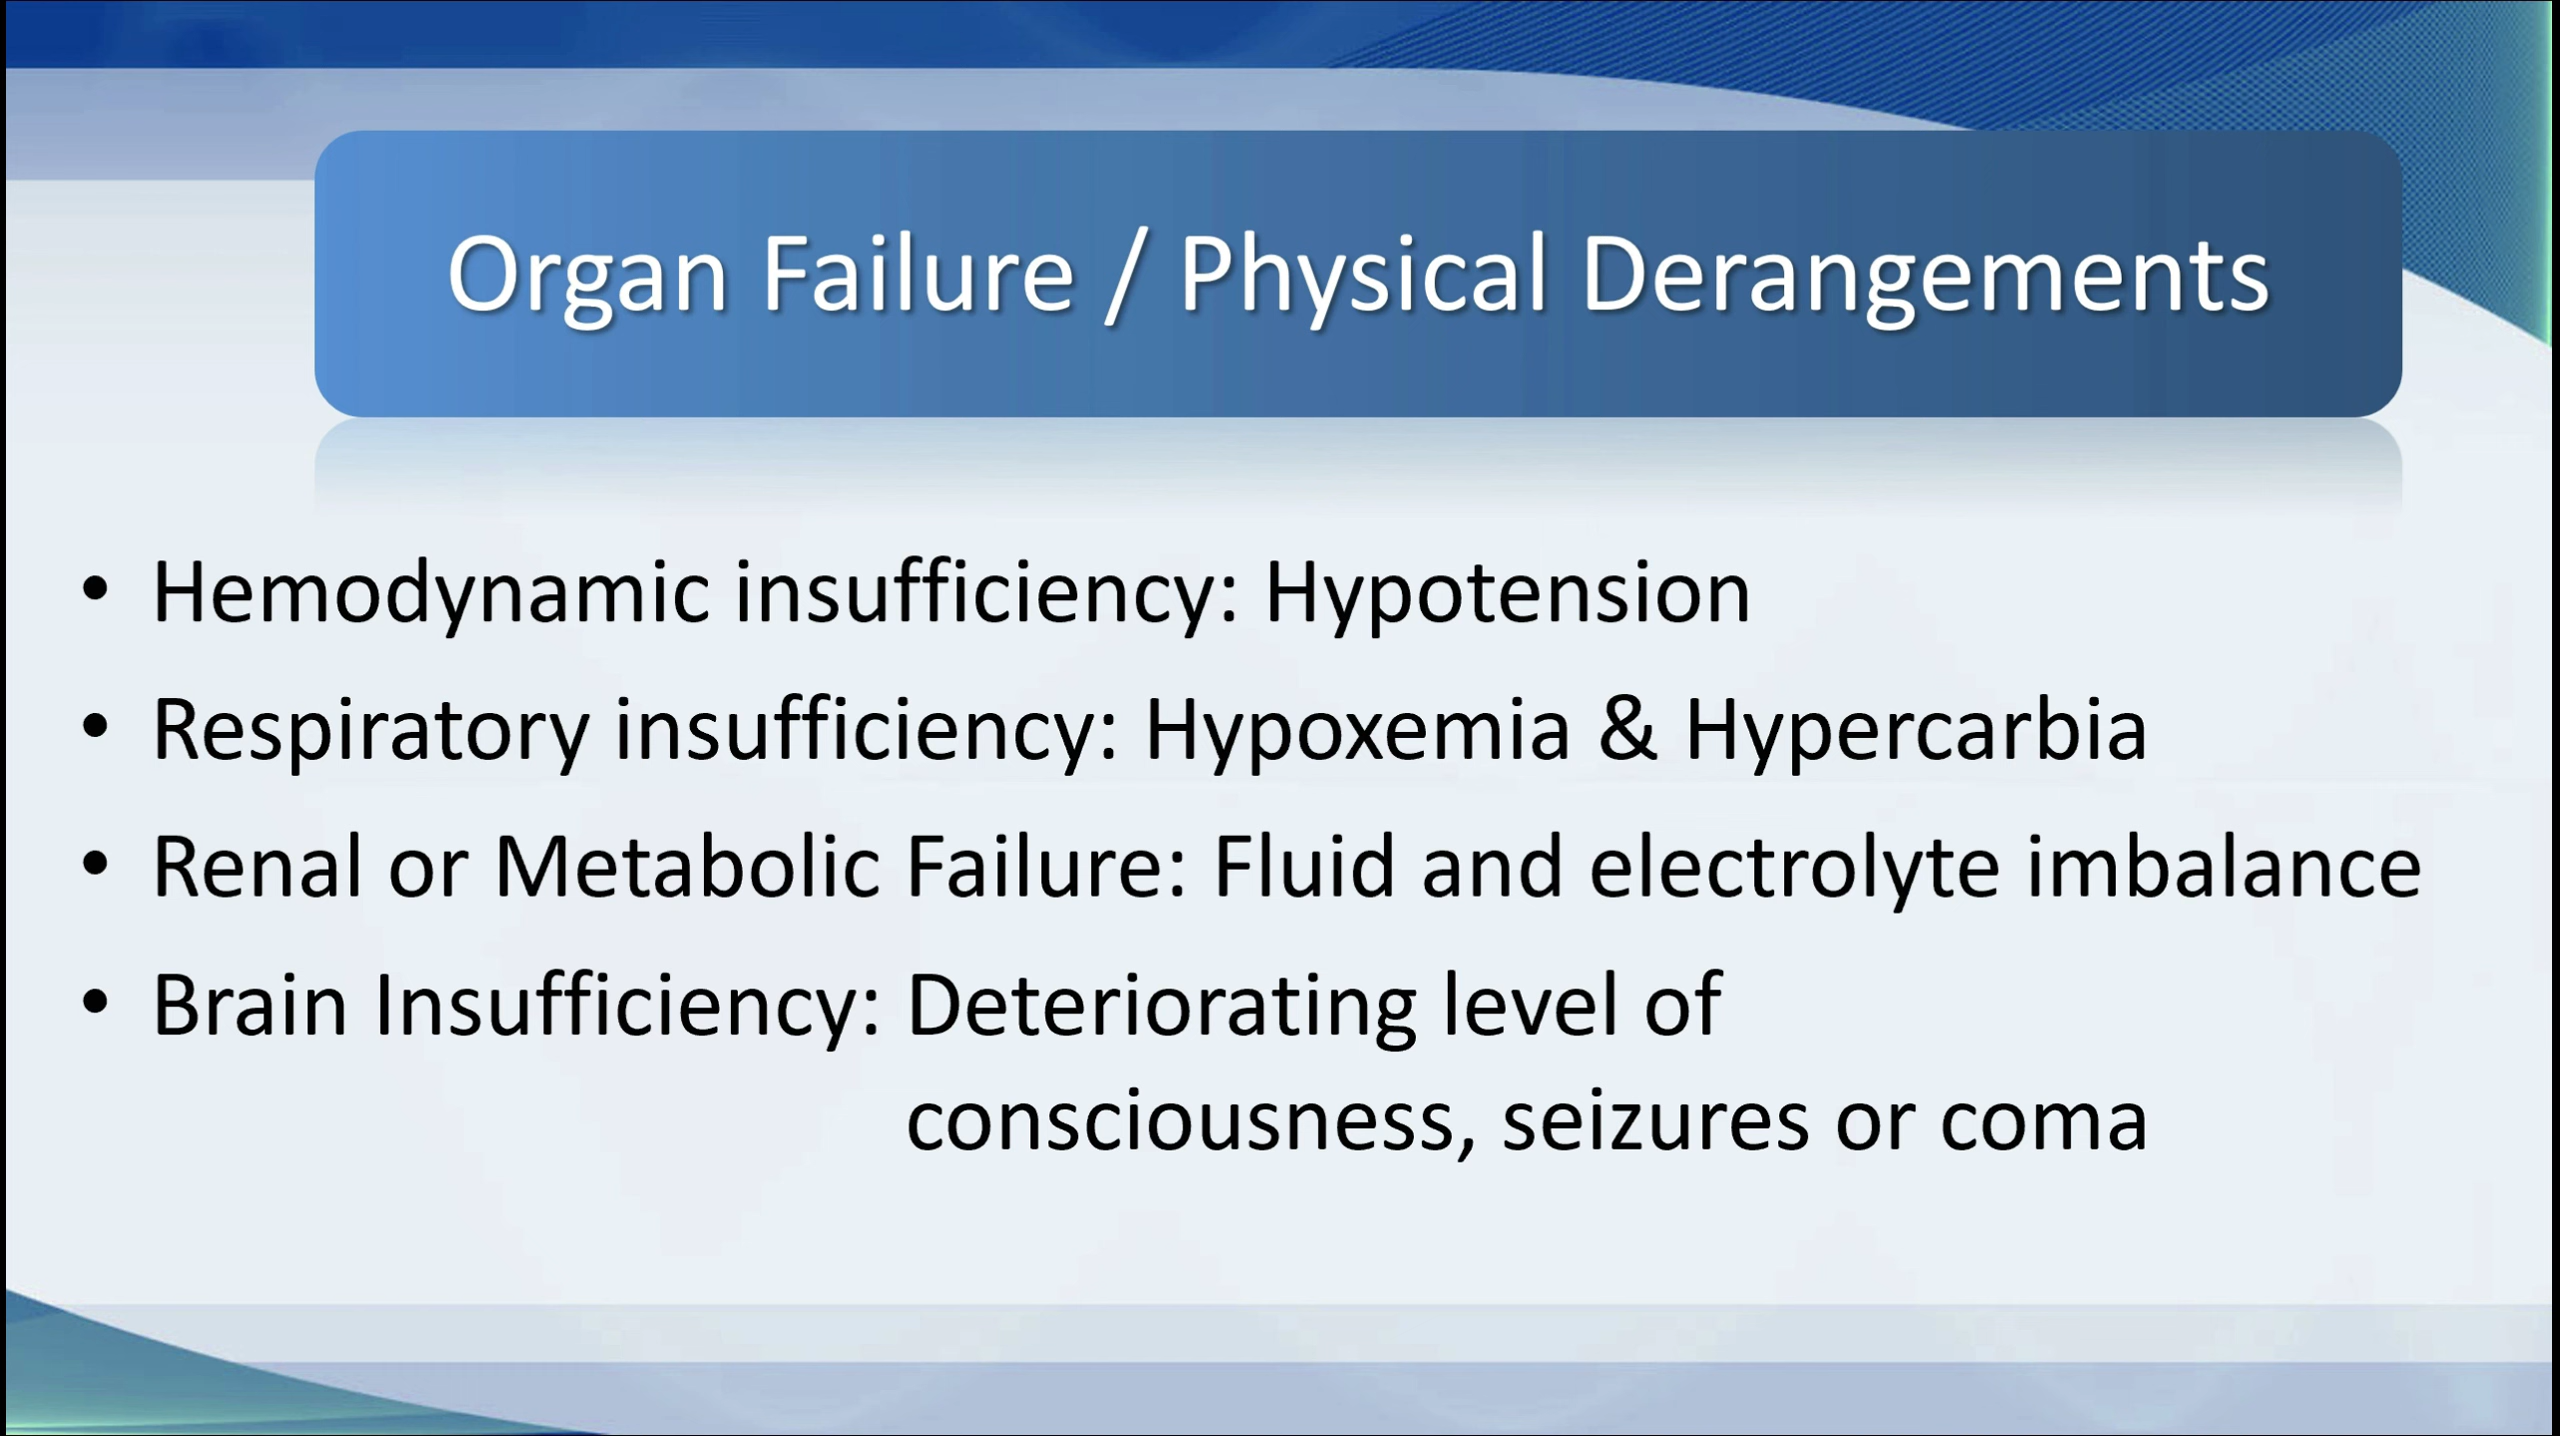 Organ Failure / Physical Derangements
• Hemodynamic insufficiency: Hypotension
• Respiratory insufficiency: Hypoxemia & Hypercarbia
• Renal or Metabolic Failure: Fluid and electrolyte imbalance
• Brain Insufficiency: Deteriorating level of
consciousness, seizures or coma